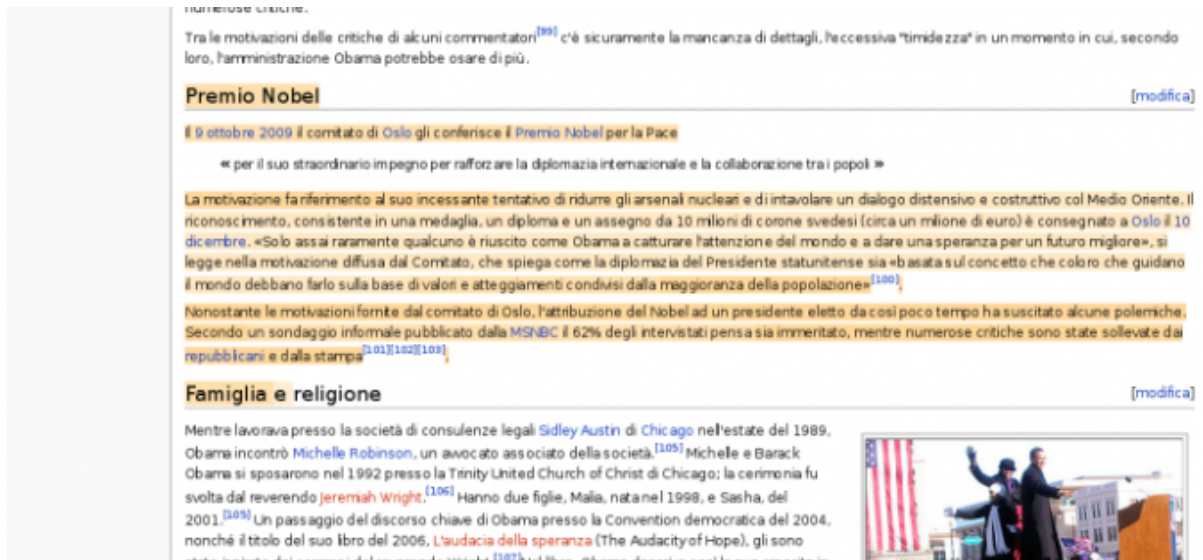 numerose critiche.
Tra le motivazioni delle critiche di alcuni commentatori[99] c'è sicuramente la mancanza di dettagli, l'eccessiva "timidezza" in un momento in cui, secondo
loro, l'amministrazione Obama potrebbe osare di più.
Premio Nobel [modifica]
Il 9 ottobre 2009 il comitato di Oslo gli conferisce il Premio Nobel per la Pace
« per il suo straordinario impegno per rafforzare la diplomazia internazionale e la collaborazione tra i popoli »
La motivazione fa riferimento al suo incessante tentativo di ridurre gli arsenali nucleari e di intavolare un dialogo distensivo e costruttivo col Medio Oriente. Il
riconoscimento, consistente in una medaglia, un diploma e un assegno da 10 milioni di corone svedesi (circa un milione di euro) è consegnato a Oslo il 10
dicembre. «Solo assai raramente qualcuno è riuscito come Obama a catturare l'attenzione del mondo e a dare una speranza per un futuro migliore», si
legge nella motivazione diffusa dal Comitato, che spiega come la diplomazia del Presidente statunitense sia «basata sul concetto che coloro che guidano
il mondo debbano farlo sulla base di valori e atteggiamenti condivisi dalla maggioranza della popolazione»[100].
Nonostante le motivazioni fornite dal comitato di Oslo, l'attribuzione del Nobel ad un presidente eletto da così poco tempo ha suscitato alcune polemiche.
Secondo un sondaggio informale pubblicato dalla MSNBC il 62% degli intervistati pensa sia immeritato, mentre numerose critiche sono state sollevate dai
repubblicani e dalla stampa[101][102][103].
Famiglia e religione [modifica]
Mentre lavorava presso la società di consulenze legali Sidley Austin di Chicago nell'estate del 1989,
Obama incontrò Michelle Robinson, un avvocato associato della società.[105] Michelle e Barack
Obama si sposarono nel 1992 presso la Trinity United Church of Christ di Chicago; la cerimonia fu
svolta dal reverendo Jeremiah Wright.[106] Hanno due figlie, Malia, nata nel 1998, e Sasha, del
2001.[105] Un passaggio del discorso chiave di Obama presso la Convention democratica del 2004,
nonché il titolo del suo libro del 2006, L'audacia della speranza (The Audacity of Hope), gli sono